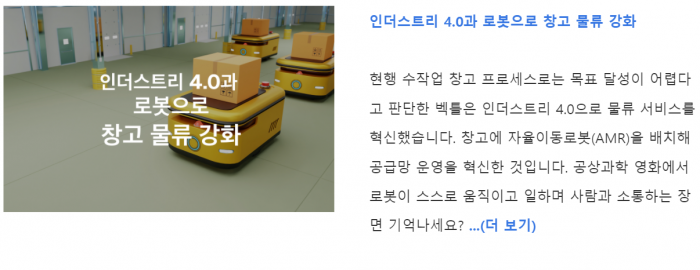 인더스트리 4.0과
로봇으로
창고 물류 강화
인더스트리 4.0과 로봇으로 창고 물류 강화
현행 수작업 창고 프로세스로는 목표 달성이 어렵다
고 판단한 벡틀은 인더스트리 4.0으로 물류 서비스를
혁신했습니다. 창고에 자율이동로봇(AMR)을 배치해
공급망 운영을 혁신한 것입니다. 공상과학 영화에서
로봇이 스스로 움직이고 일하며 사람과 소통하는 장
면 기억나세요? ...(더 보기)